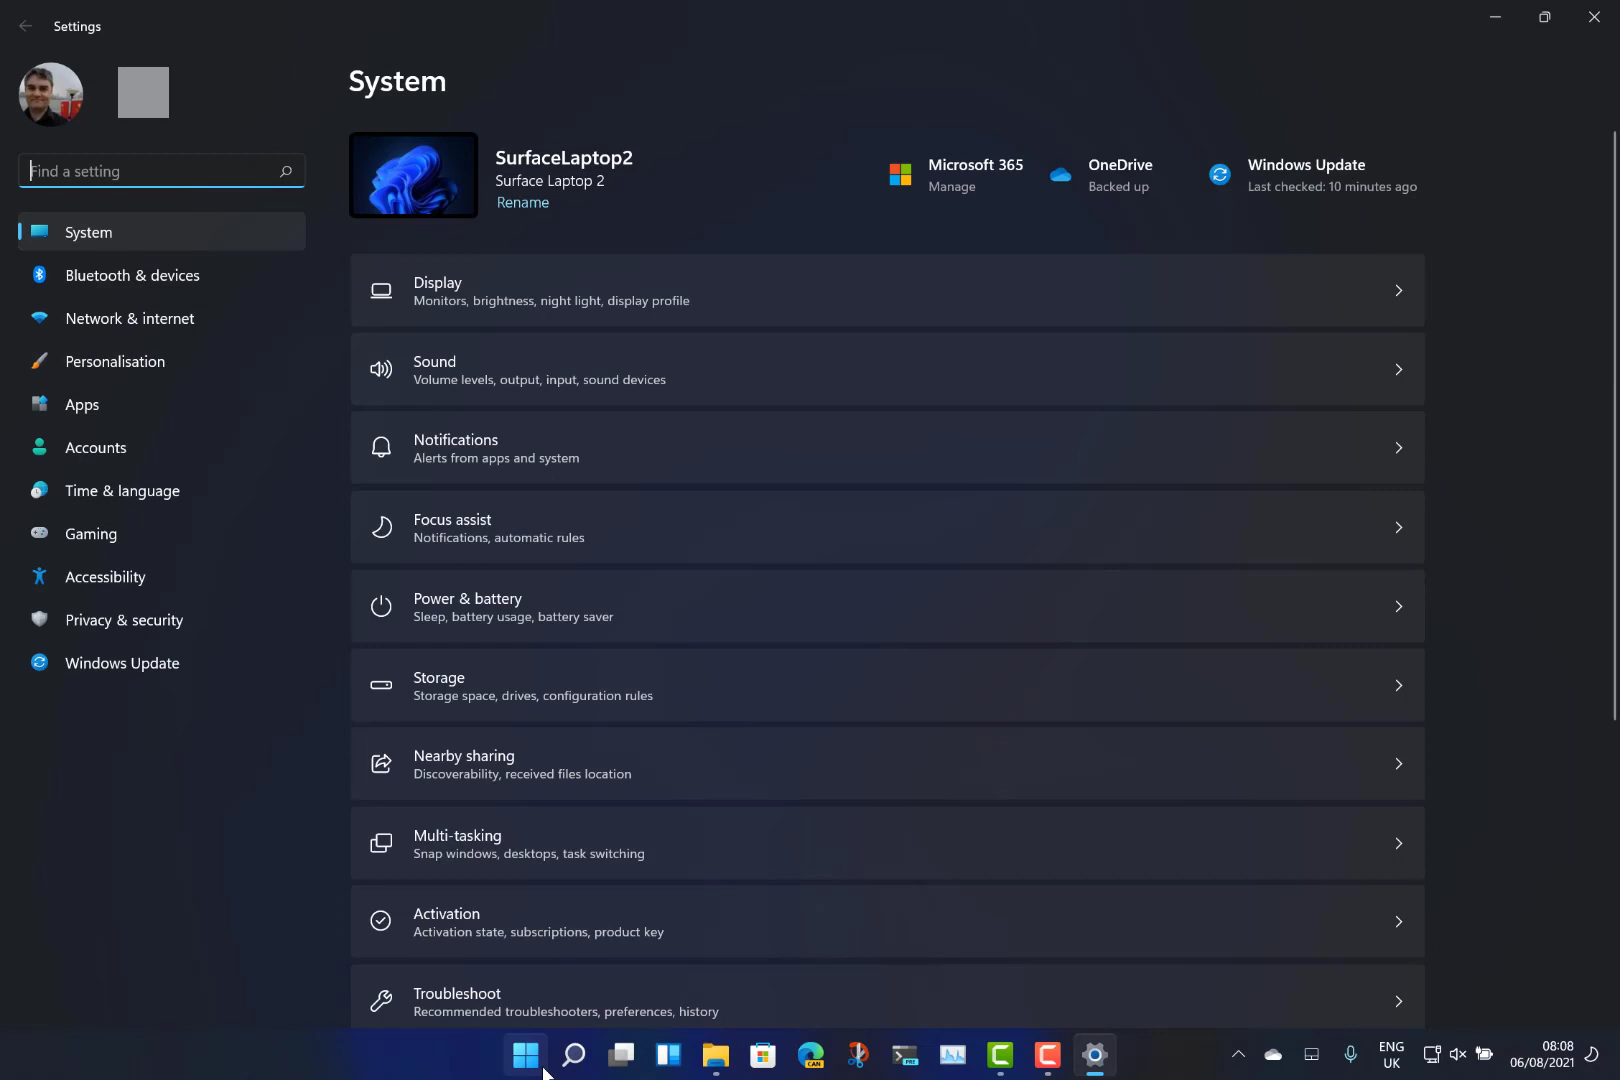 Settings
Find a setting
System
Bluetooth & devices
Network & internet
Personalisation
Apps
Accounts
Time & language
Gaming
Accessibility
Privacy & security
Windows Update
System
SurfaceLaptop2
Surface Laptop 2
Rename
Microsoft 365
Manage
OneDrive
Backed up
Windows Update
Last checked: 10 minutes ago
Display
Monitors, brightness, night light, display profile
Sound
Volume levels, output, input, sound devices
Notifications
Alerts from apps and system
Focus assist
Notifications, automatic rules
Power & battery
Sleep, battery usage, battery saver
Storage
Storage space, drives, configuration rules
Nearby sharing
Discoverability, received files location
Multi-tasking
Snap windows, desktops, task switching
Activation
Activation state, subscriptions, product key
Troubleshoot
Recommended troubleshooters, preferences, history
CAN
PRE
ENG
UK
08:08
06/08/2021